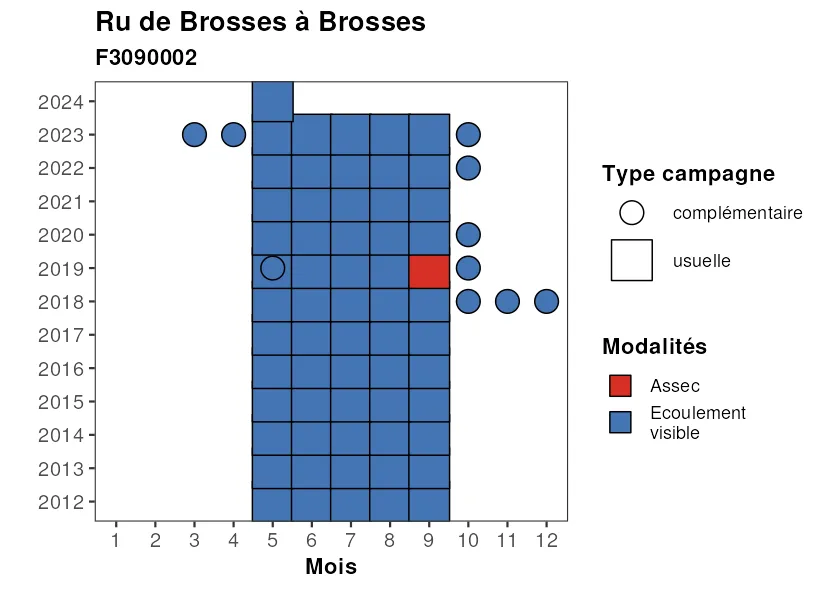 Ru de Brosses à Brosses
F3090002
2024
2023
2022
2021
2020
2019
2018
2017
2016
2015
2014
2013
2012
1 2 3 4 5 6 7 8 9 10 11 12
Mois
Type campagne
complémentaire
usuelle
Modalités
Assec
Ecoulement
visible